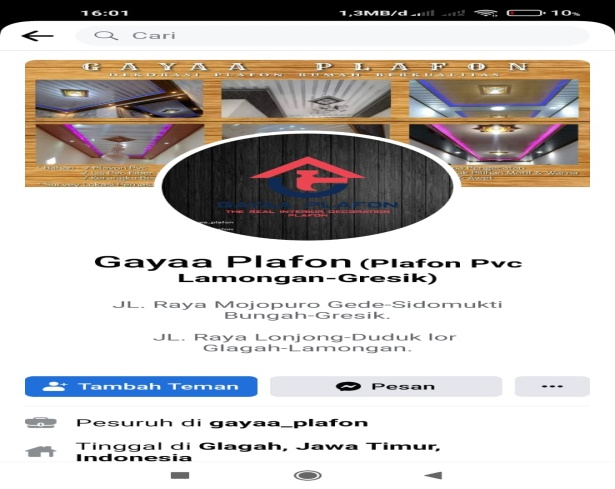 16:01
1,3MB/d
10%
Cari
GAYAA PLAFON
DEKORASI PLAFON RUMAH BERKUALITAS
GAYAA PLAFON
THE REAL INTERIOR DECORATION
PLAFON
Gayaa Plafon (Plafon Pvc
Lamongan-Gresik)
JL. Raya Mojopuro Gede-Sidomukti
Bungah-Gresik.
JL. Raya Lonjong-Duduk lor
Glagah-Lamongan.
Tambah Teman
Pesan
Pesuruh di gayaa_plafon
Tinggal di Glagah, Jawa Timur,
Indonesia